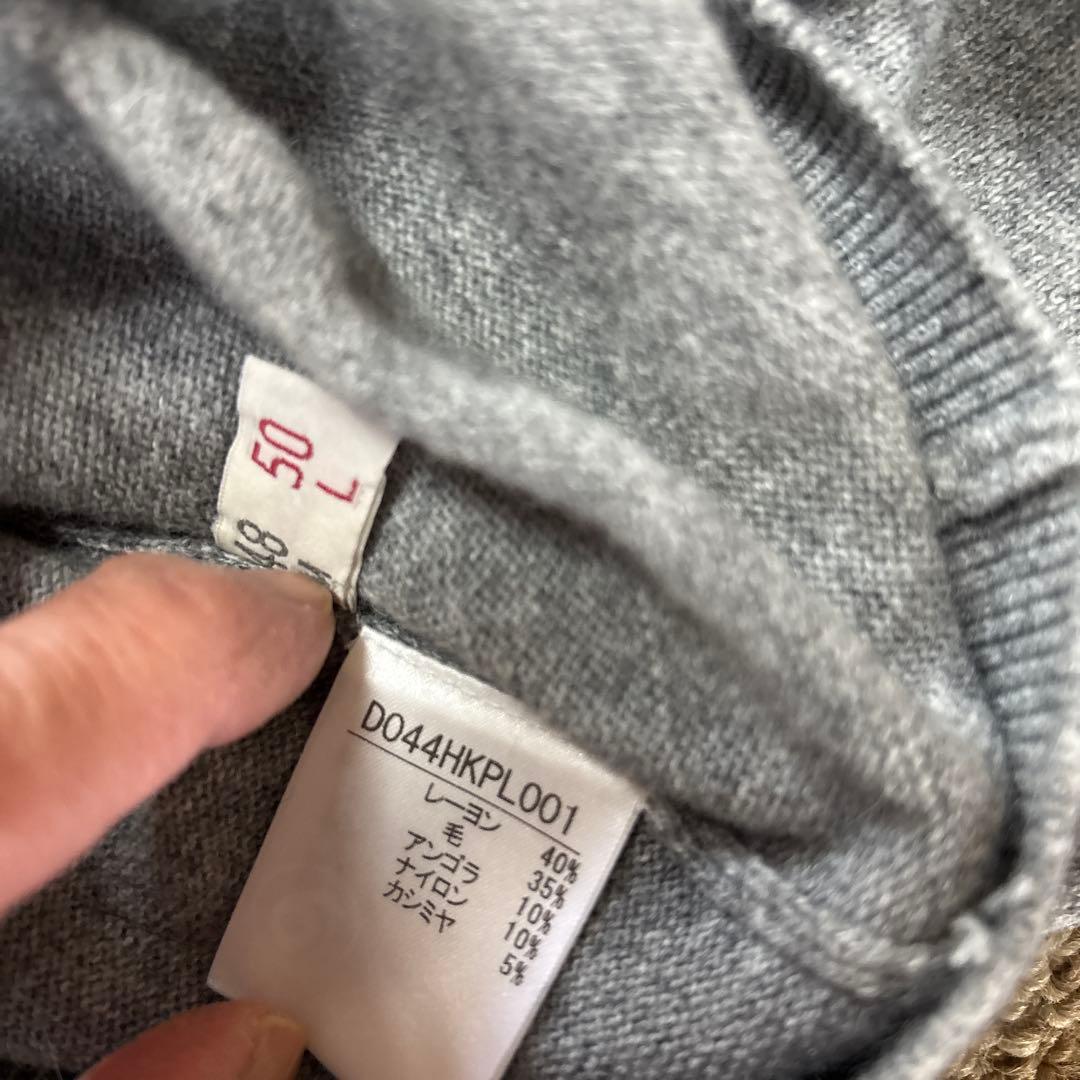 50
L
48
D044HKPL001
レーヨン 40%
毛 35%
アンゴラ 10%
ナイロン 10%
カシミヤ 5%